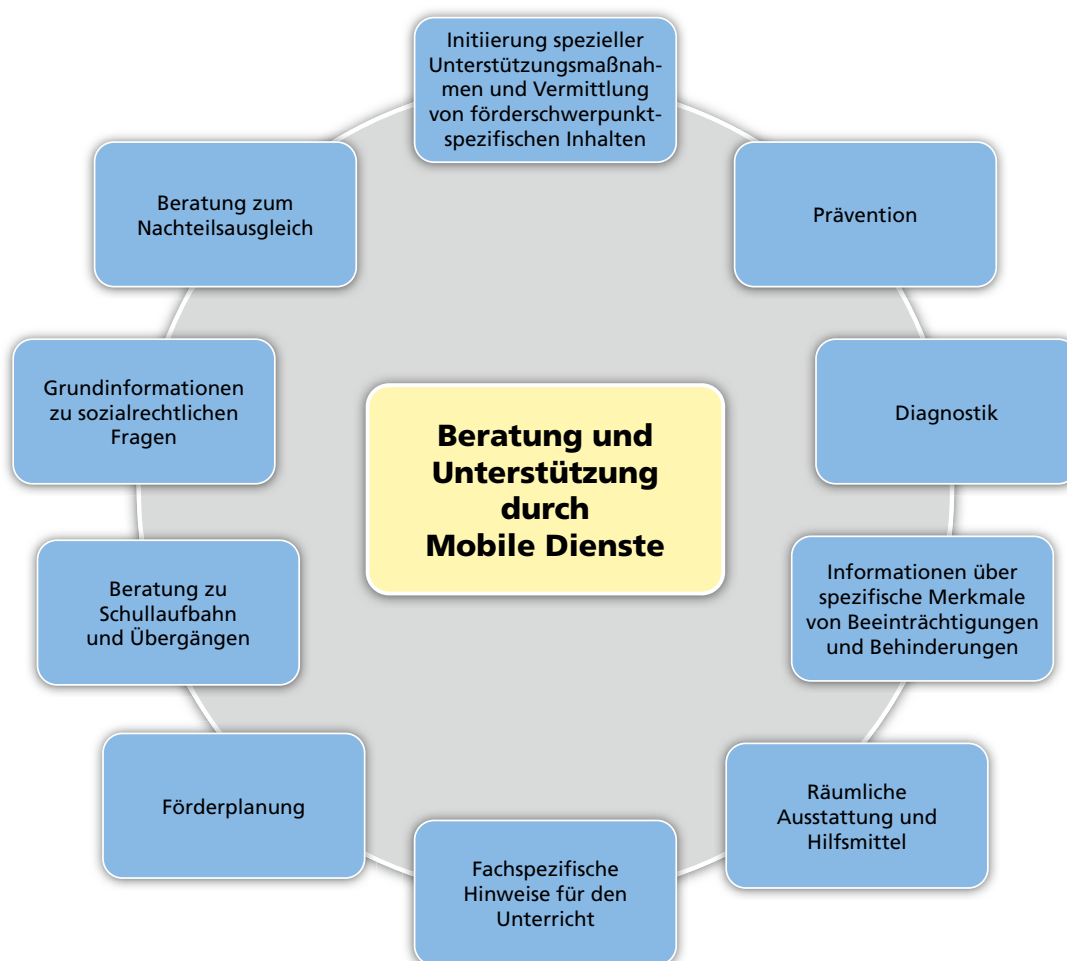 Initiierung spezieller
Unterstützungsmaßnah-
men und Vermittlung
von förderschwerpunkt-
spezifischen Inhalten
Prävention
Diagnostik
Informationen über
spezifische Merkmale
von Beeinträchtigungen
und Behinderungen
Räumliche
Ausstattung und
Hilfsmittel
Fachspezifische
Hinweise für den
Unterricht
Förderplanung
Beratung zu
Schullaufbahn
und Übergängen
Grundinformationen
zu sozialrechtlichen
Fragen
Beratung zum
Nachteilsausgleich
Beratung und
Unterstützung
durch
Mobile Dienste